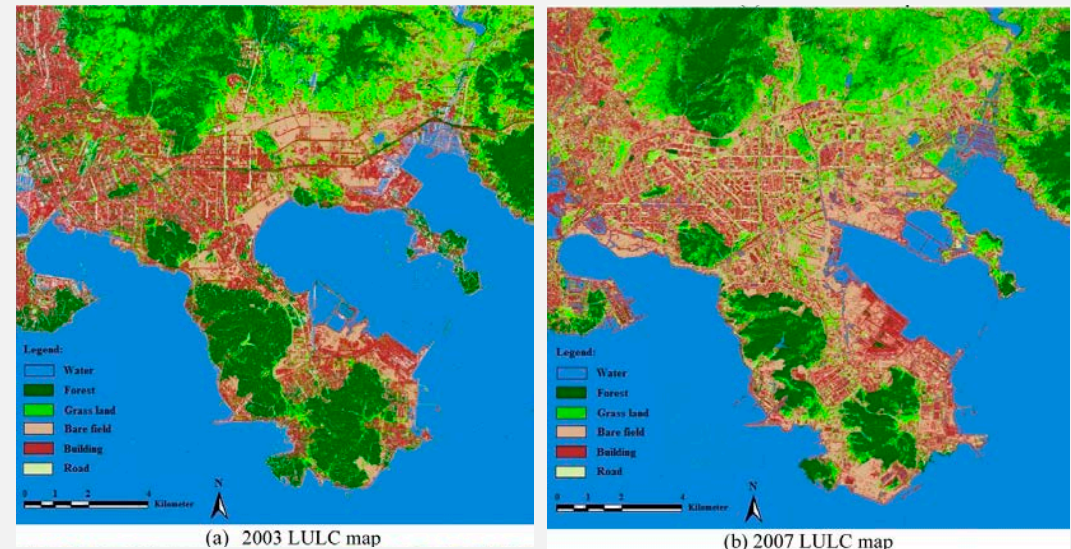 Legend:
Water
Forest
Grass land
Bare field
Building
Road
0 2 4
Kilometer
N
(a) 2003 LULC map
Legend:
Water
Forest
Grass land
Bare field
Building
Road
0 1 2 4
Kilometer
N
(b) 2007 LULC map